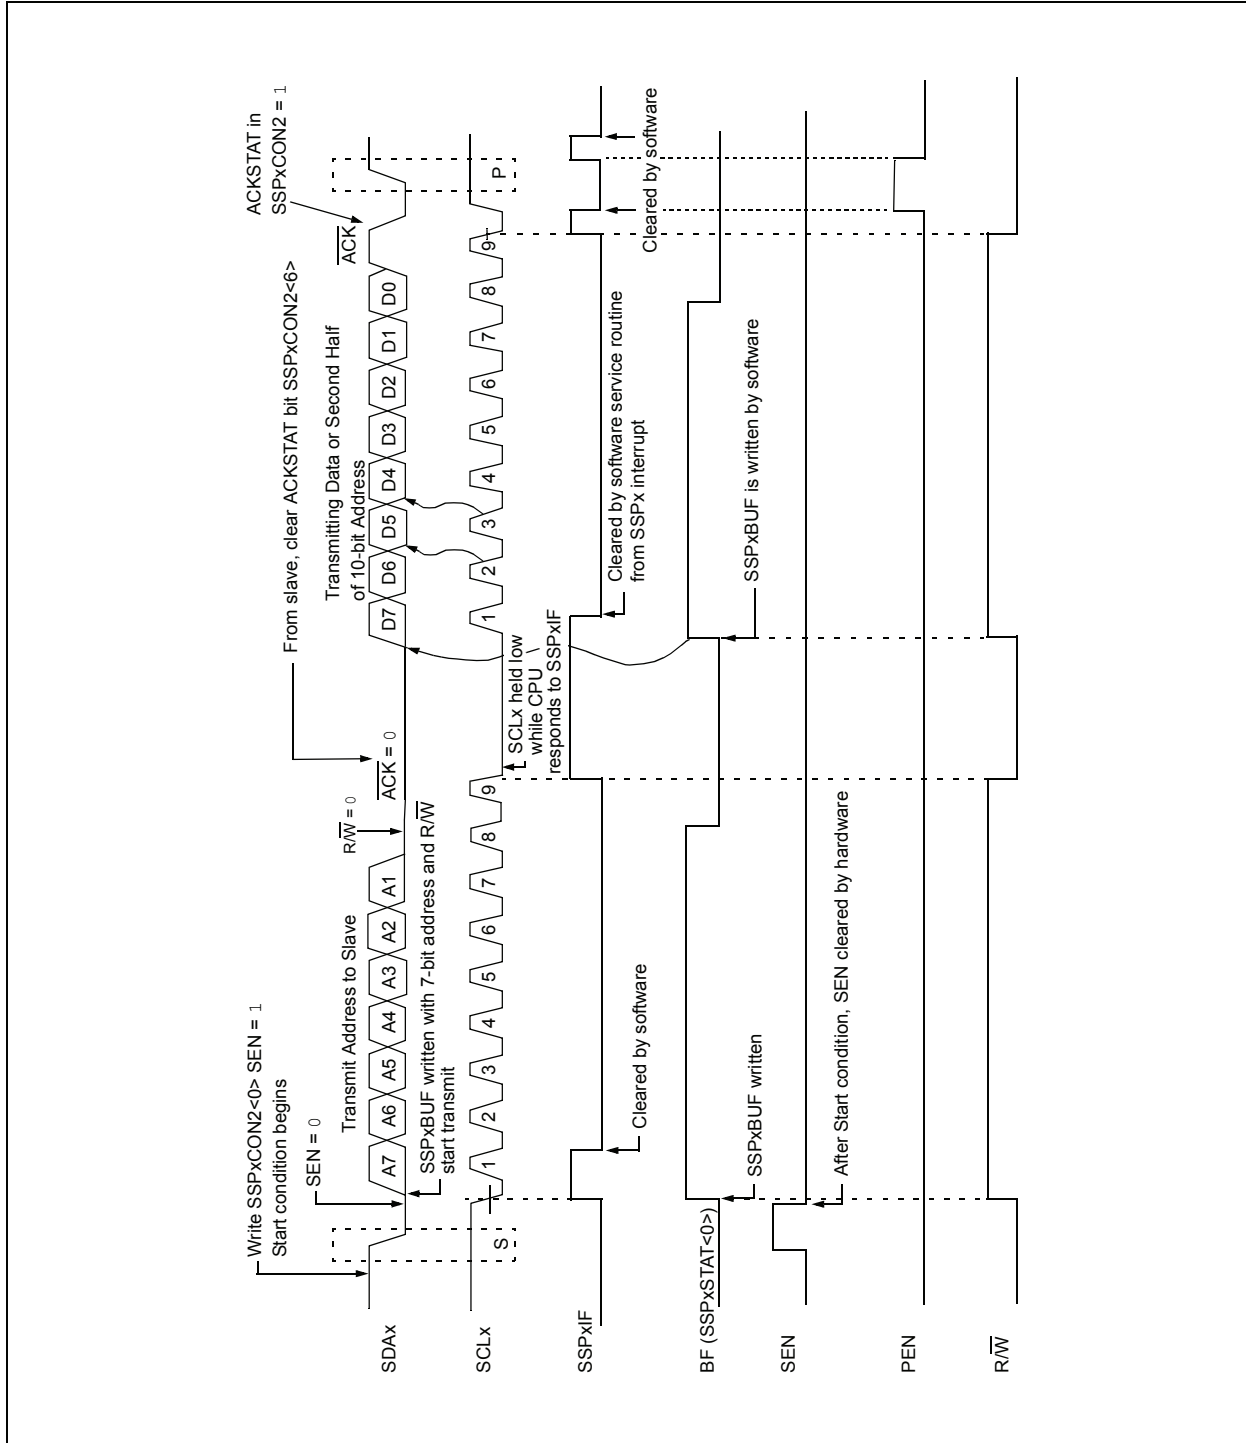 Write SSPxCON2<0> SEN = 1
Start condition begins
SEN = 0
Transmit Address to Slave
R/W = 0
From slave, clear ACKSTAT bit SSPxCON2<6>
ACK = 0
Transmitting Data or Second Half
of 10-bit Address
ACKSTAT in
SSPxCON2 = 1
ACK
SDAx
A7 A6 A5 A4 A3 A2 A1
D7 D6 D5 D4 D3 D2 D1 D0
SSPxBUF written with 7-bit address and R/W
start transmit
SCLx
S
1 2 3 4 5 6 7 8 9
1 2 3 4 5 6 7 8 9
P
SCLx held low
while CPU
responds to SSPxIF
SSPxIF
Cleared by software
Cleared by software service routine
from SSPx interrupt
Cleared by software
BF (SSPxSTAT<0>)
SSPxBUF written
SSPxBUF is written by software
SEN
After Start condition, SEN cleared by hardware
PEN
R/W